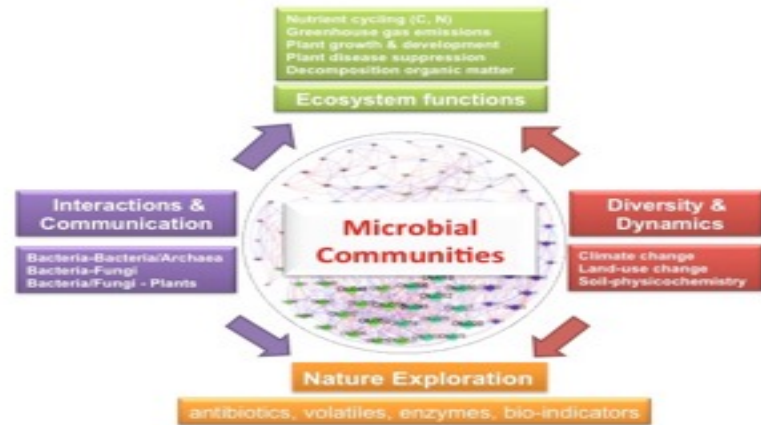 Nutrient cycling (C, N)
Greenhouse gas emissions
Plant growth & development
Plant disease suppression
Decomposition organic matter
Ecosystem functions
Interactions &
Communication
Bacteria-Bacteria/Archaea
Bacteria-Fungi
Bacteria/Fungi - Plants
Microbial
Communities
Diversity &
Dynamics
Climate change
Land-use change
Soil-physicochemistry
Nature Exploration
antibiotics, volatiles, enzymes, bio-indicators